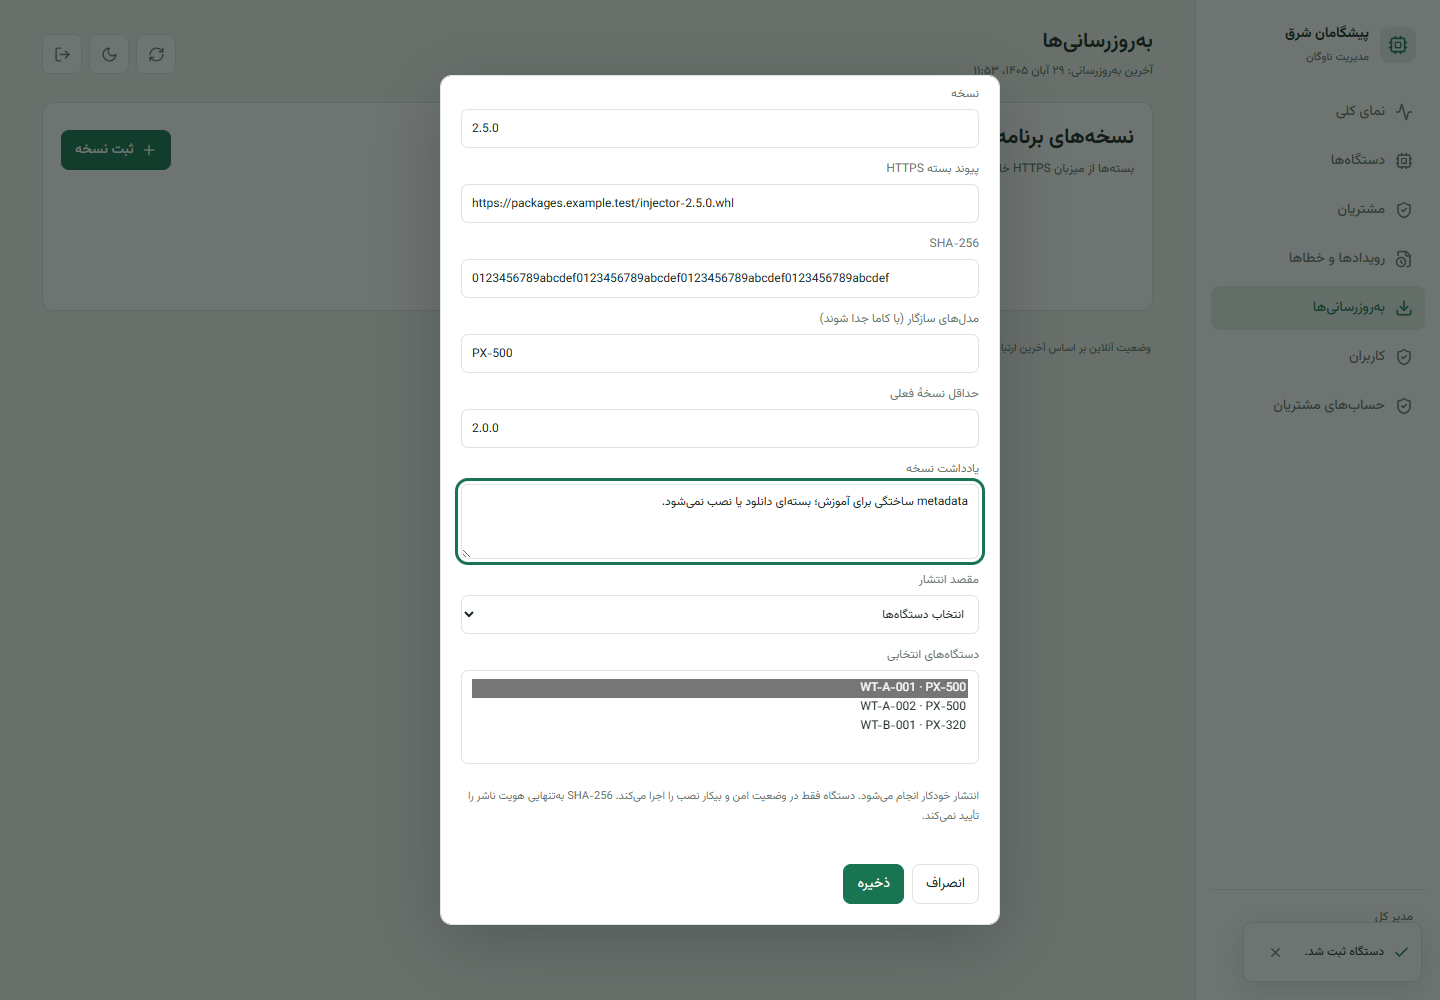 پیشگامان شرق
مدیریت ناوگان
نمای کلی
دستگاه‌ها
مشتریان
رویدادها و خطاها
به‌روزرسانی‌ها
کاربران
حساب‌های مشتریان
مدیر کل
دستگاه ثبت شد.
به‌روزرسانی‌ها
آخرین به‌روزرسانی: ۲۹ آبان ۱۴۰۵، ۱۱:۵۳
نسخه‌های برنامه
بسته‌ها از میزبان HTTPS
ثبت نسخه
وضعیت آنلاین بر اساس آخرین
نسخه
2.5.0
پیوند بسته HTTPS
https://packages.example.test/injector-2.5.0.whl
SHA-256
0123456789abcdef0123456789abcdef0123456789abcdef0123456789abcdef
مدل‌های سازگار (با کاما جدا شوند)
PX-500
حداقل نسخهٔ فعلی
2.0.0
یادداشت نسخه
metadata ساختگی برای آموزش؛ بسته‌ای دانلود یا نصب نمی‌شود.
مقصد انتشار
انتخاب دستگاه‌ها
دستگاه‌های انتخابی
WT-A-001 · PX-500
WT-A-002 · PX-500
WT-B-001 · PX-320
انتشار خودکار انجام می‌شود. دستگاه فقط در وضعیت امن و بیکار نصب را اجرا می‌کند. SHA-256 به‌تنهایی هویت ناشر را
تأیید نمی‌کند.
انصراف
ذخیره